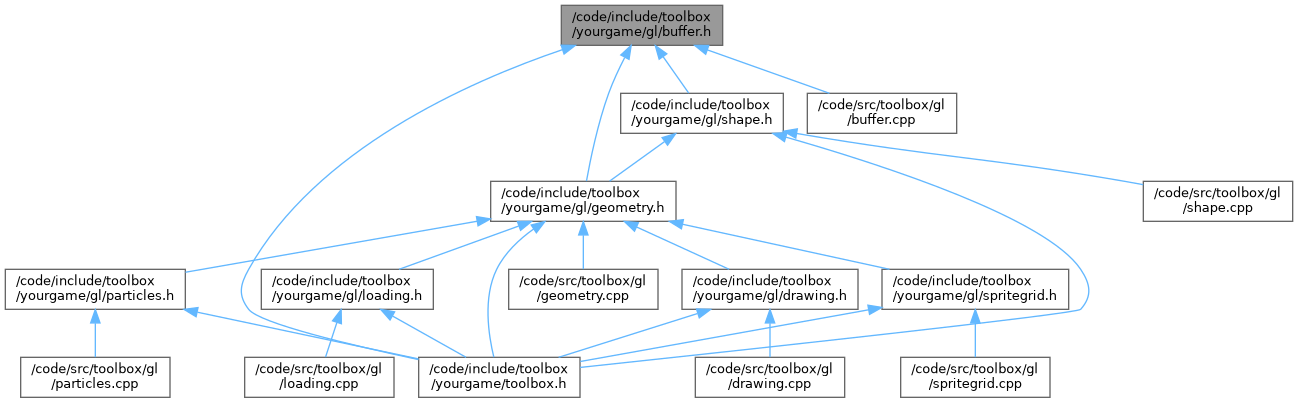 /code/include/toolbox
/yourgame/gl/buffer.h
/code/include/toolbox
/yourgame/gl/shape.h
/code/src/toolbox/gl
/buffer.cpp
/code/include/toolbox
/yourgame/gl/geometry.h
/code/src/toolbox/gl
/shape.cpp
/code/include/toolbox
/yourgame/gl/particles.h
/code/include/toolbox
/yourgame/gl/loading.h
/code/src/toolbox/gl
/geometry.cpp
/code/include/toolbox
/yourgame/gl/drawing.h
/code/include/toolbox
/yourgame/gl/spritegrid.h
/code/src/toolbox/gl
/particles.cpp
/code/src/toolbox/gl
/loading.cpp
/code/include/toolbox
/yourgame/toolbox.h
/code/src/toolbox/gl
/drawing.cpp
/code/src/toolbox/gl
/spritegrid.cpp